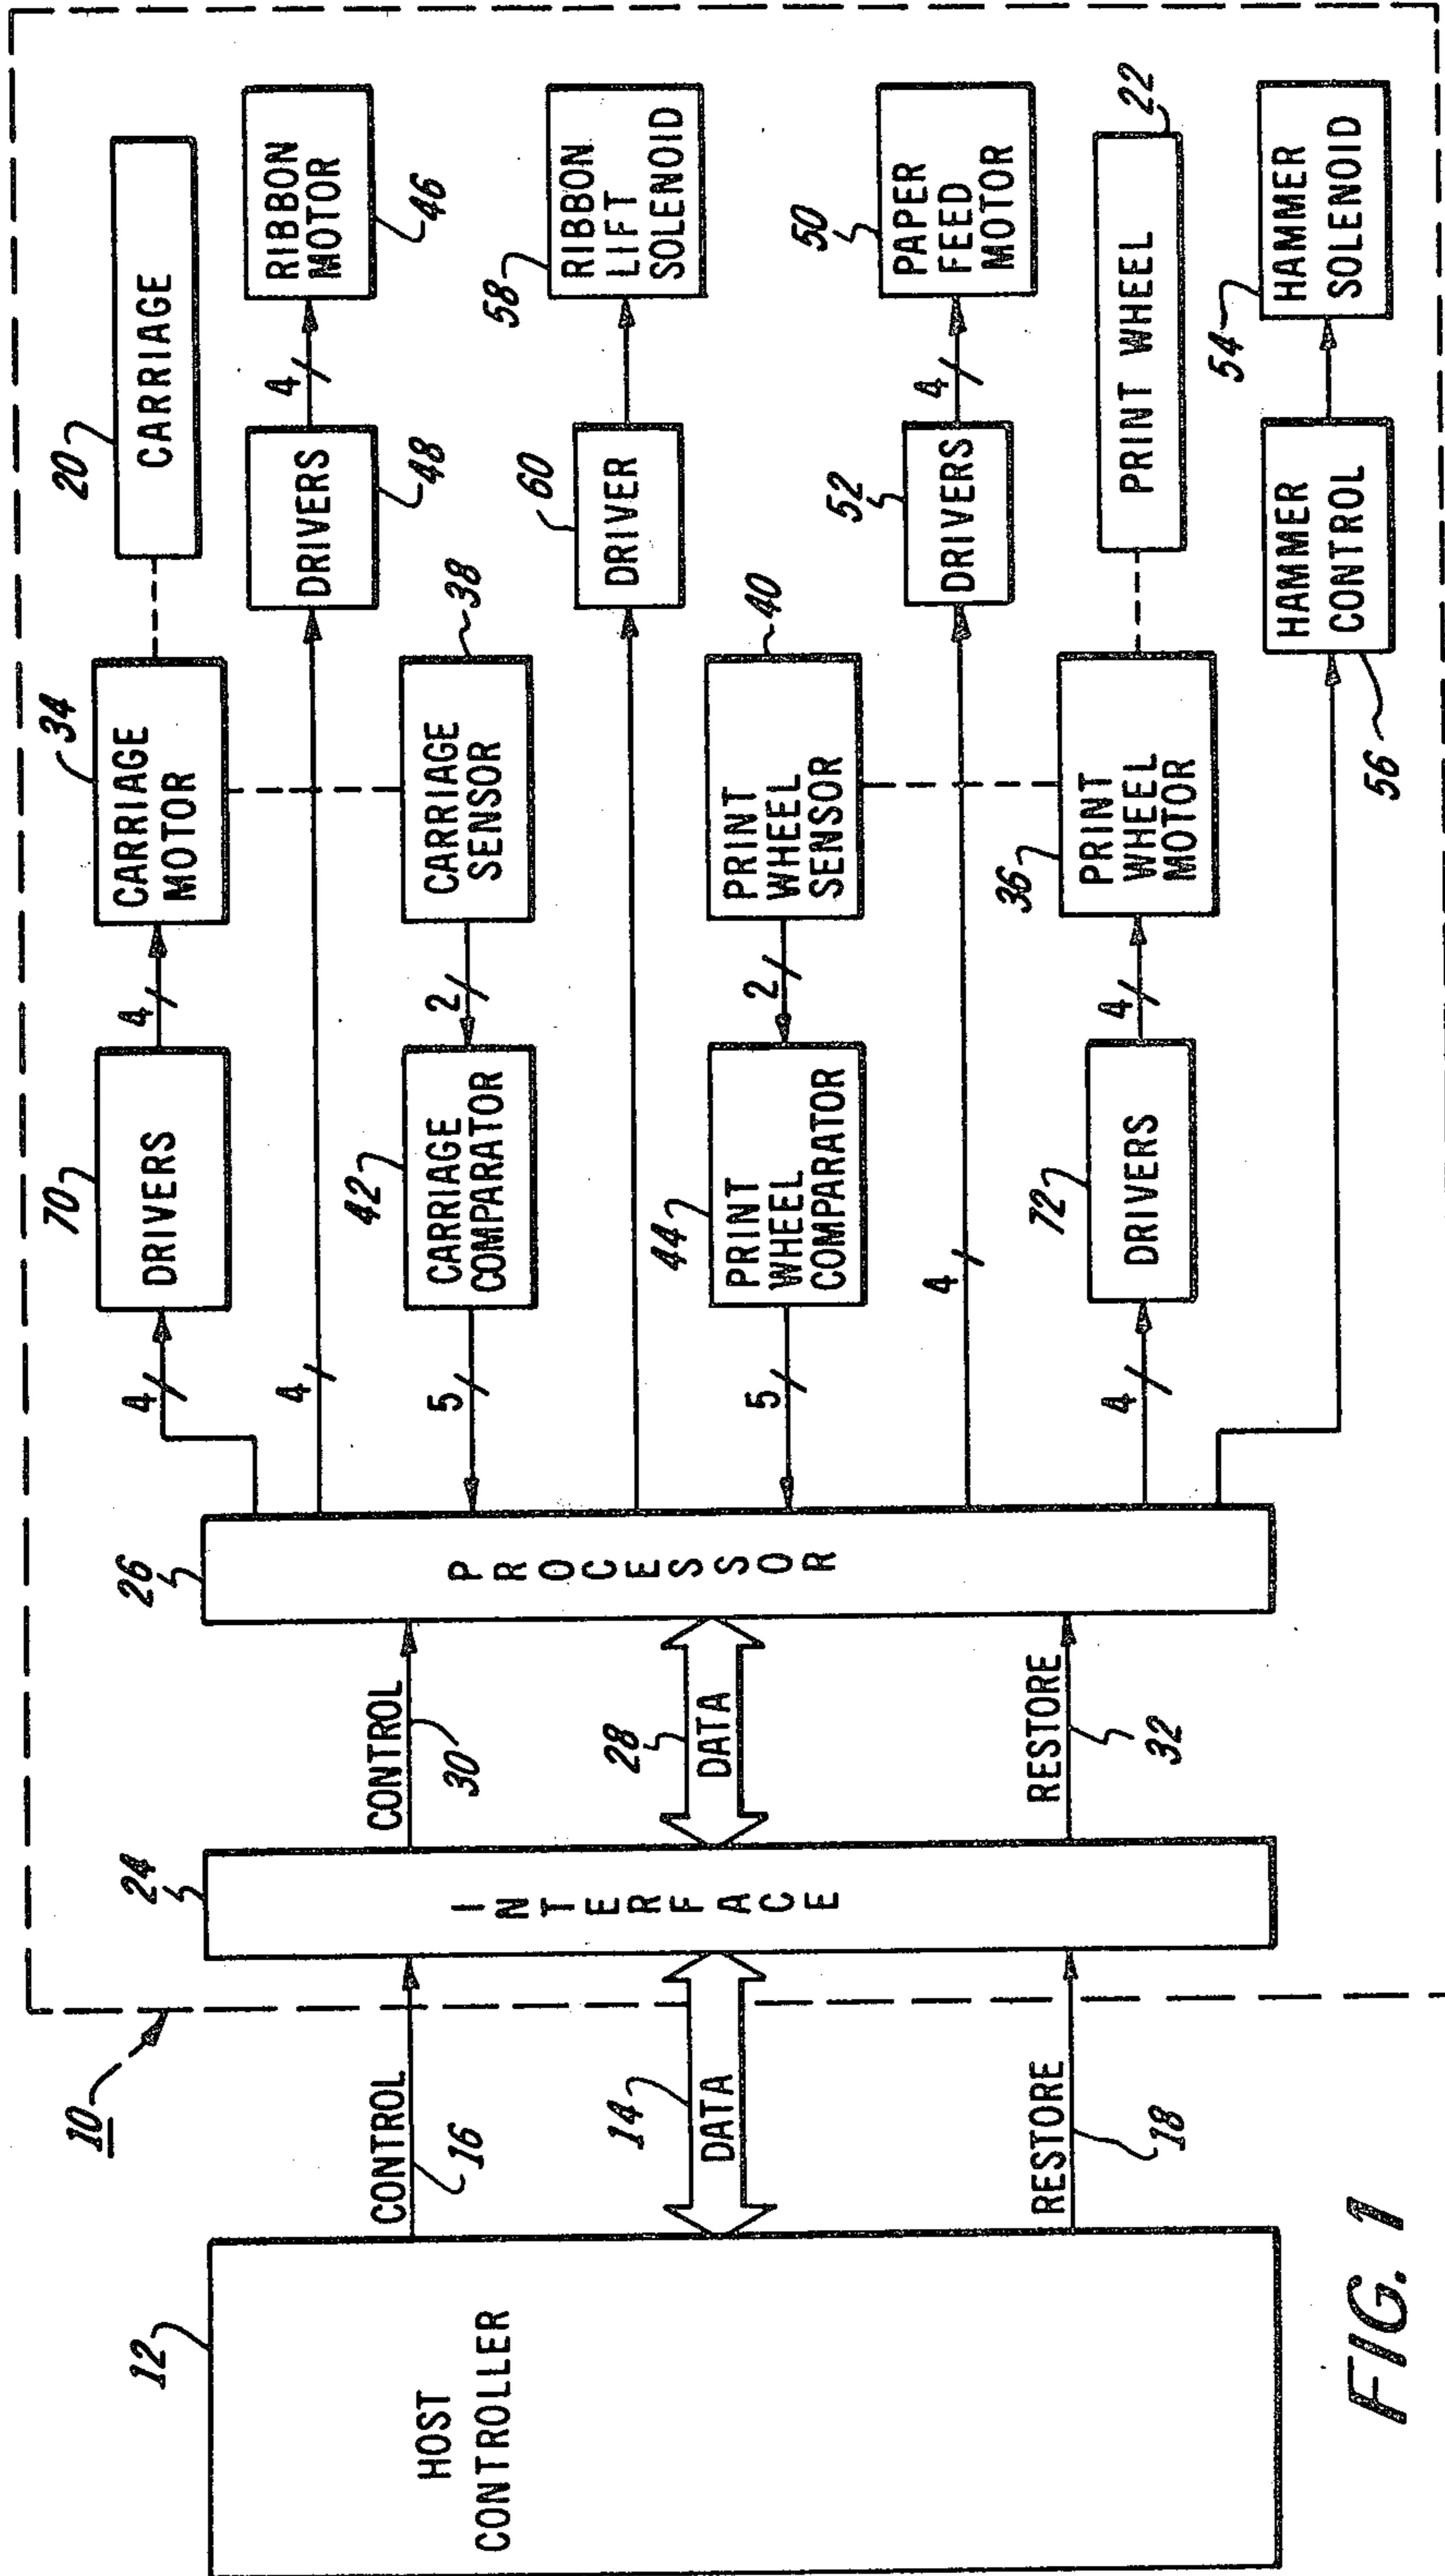 10
12
HOST
CONTROLLER
CONTROL
16
14
DATA
RESTORE
18
24
INTERFACE
CONTROL
30
28
DATA
RESTORE
32
26
PROCESSOR
4
70
DRIVERS
4
34
CARRIAGE
MOTOR
20
CARRIAGE
4
DRIVERS
48
4
RIBBON
MOTOR
46
5
42
CARRIAGE
COMPARATOR
2
CARRIAGE
SENSOR
38
60
DRIVER
58
RIBBON
LIFT
SOLENOID
5
44
PRINT
WHEEL
COMPARATOR
2
PRINT
WHEEL
SENSOR
40
4
52
DRIVERS
4
50
PAPER
FEED
MOTOR
4
72
DRIVERS
4
36
PRINT
WHEEL
MOTOR
PRINT WHEEL
22
HAMMER
CONTROL
56
54
HAMMER
SOLENOID
FIG. 1